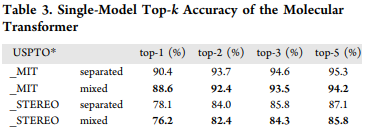 Table 3. Single-Model Top-k Accuracy of the Molecular
Transformer
USPTO* top-1 (%) top-2 (%) top-3 (%) top-5 (%)
_MIT separated 90.4 93.7 94.6 95.3
_MIT mixed 88.6 92.4 93.5 94.2
_STEREO separated 78.1 84.0 85.8 87.1
_STEREO mixed 76.2 82.4 84.3 85.8